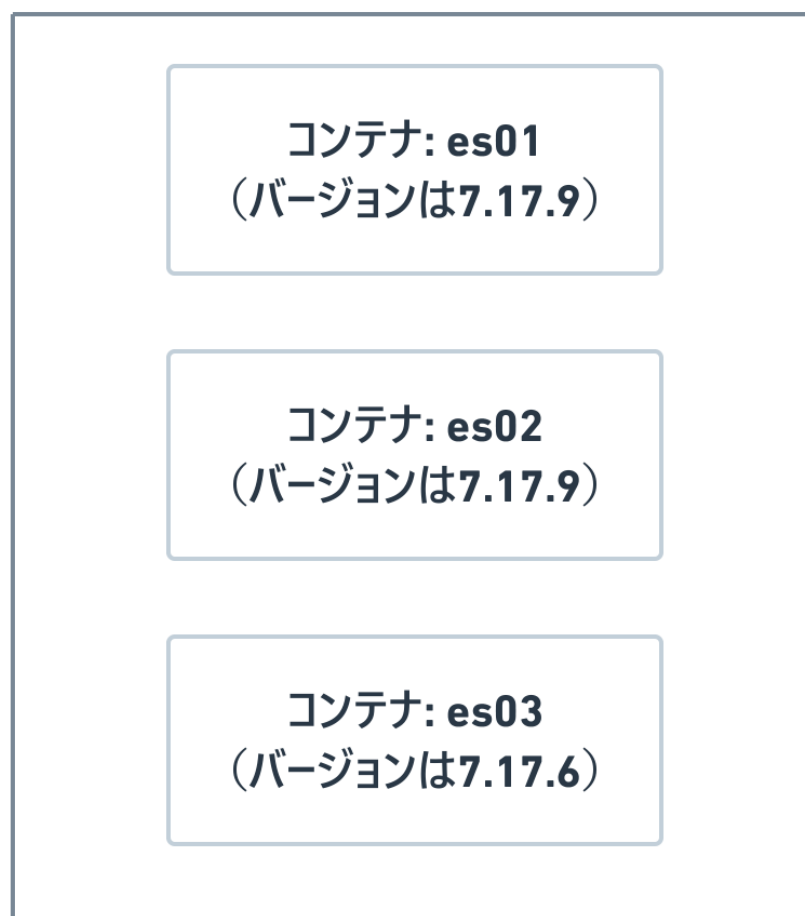 コンテナ: es01
（バージョンは7.17.9）
コンテナ: es02
（バージョンは7.17.9）
コンテナ: es03
（バージョンは7.17.6）